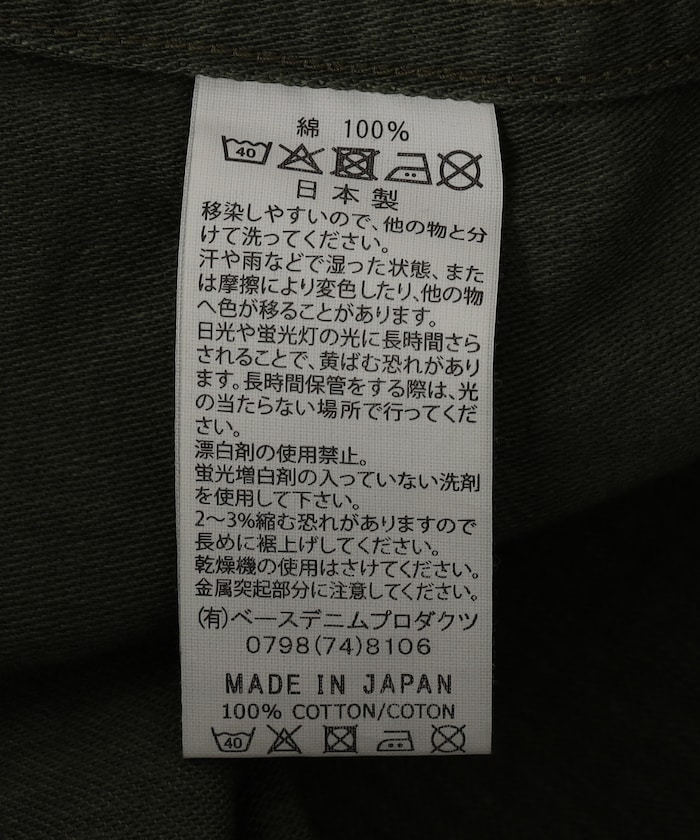 綿 100%
40
日本製
移染しやすいので、他の物と分
けて洗ってください。
汗や雨などで湿った状態、また
は摩擦により変色したり、他の物
へ色が移ることがあります。
日光や蛍光灯の光に長時間さら
されることで、黄ばむ恐れがあり
ます。長時間保管をする際は、光
の当たらない場所で行ってくだ
さい。
漂白剤の使用禁止。
蛍光増白剤の入っていない洗剤
を使用して下さい。
2〜3%縮む恐れがありますので
長めに裾上げしてください。
乾燥機の使用はさけてください。
金属突起部分に注意してください。
(有)ベースデニムプロダクツ
0798(74)8106
MADE IN JAPAN
100% COTTON/COTON
40